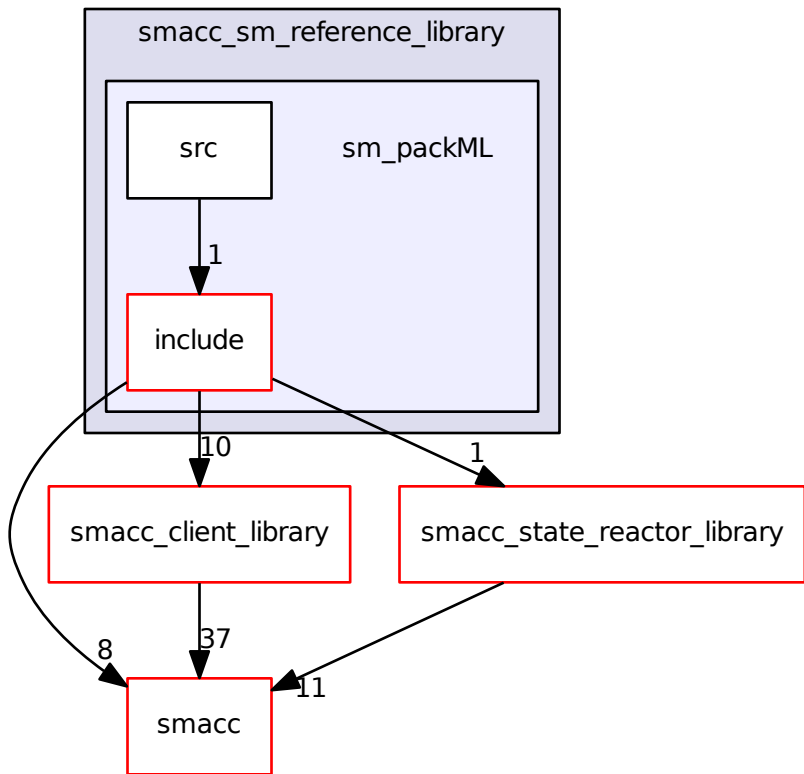 smacc_sm_reference_library
src
sm_packML
1
include
10
1
smacc_client_library
smacc_state_reactor_library
8
37
11
smacc